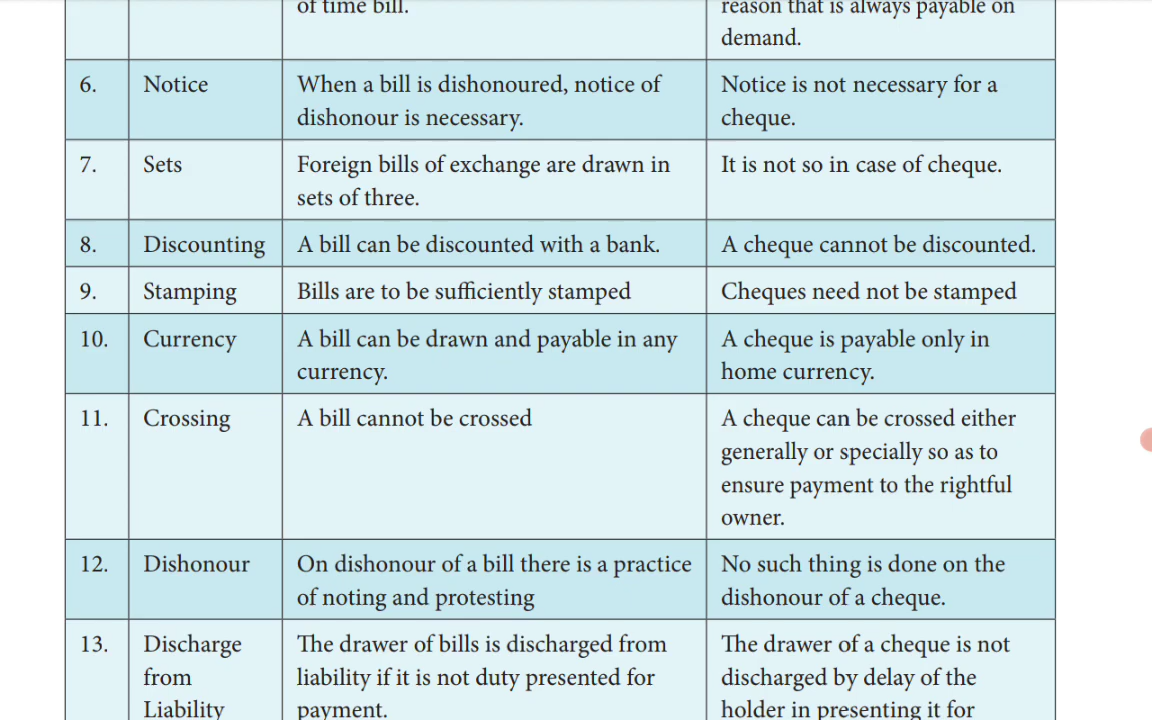 of time bill.
reason that is always payable on
demand.
6. Notice When a bill is dishonoured, notice of
dishonour is necessary.
Notice is not necessary for a
cheque.
7. Sets Foreign bills of exchange are drawn in
sets of three.
It is not so in case of cheque.
8. Discounting A bill can be discounted with a bank. A cheque cannot be discounted.
9. Stamping Bills are to be sufficiently stamped Cheques need not be stamped
10. Currency A bill can be drawn and payable in any
currency.
A cheque is payable only in
home currency.
11. Crossing A bill cannot be crossed
A cheque can be crossed either
generally or specially so as to
ensure payment to the rightful
owner.
12. Dishonour On dishonour of a bill there is a practice
of noting and protesting
No such thing is done on the
dishonour of a cheque.
13. Discharge
from
Liability
The drawer of bills is discharged from
liability if it is not duty presented for
payment.
The drawer of a cheque is not
discharged by delay of the
holder in presenting it for